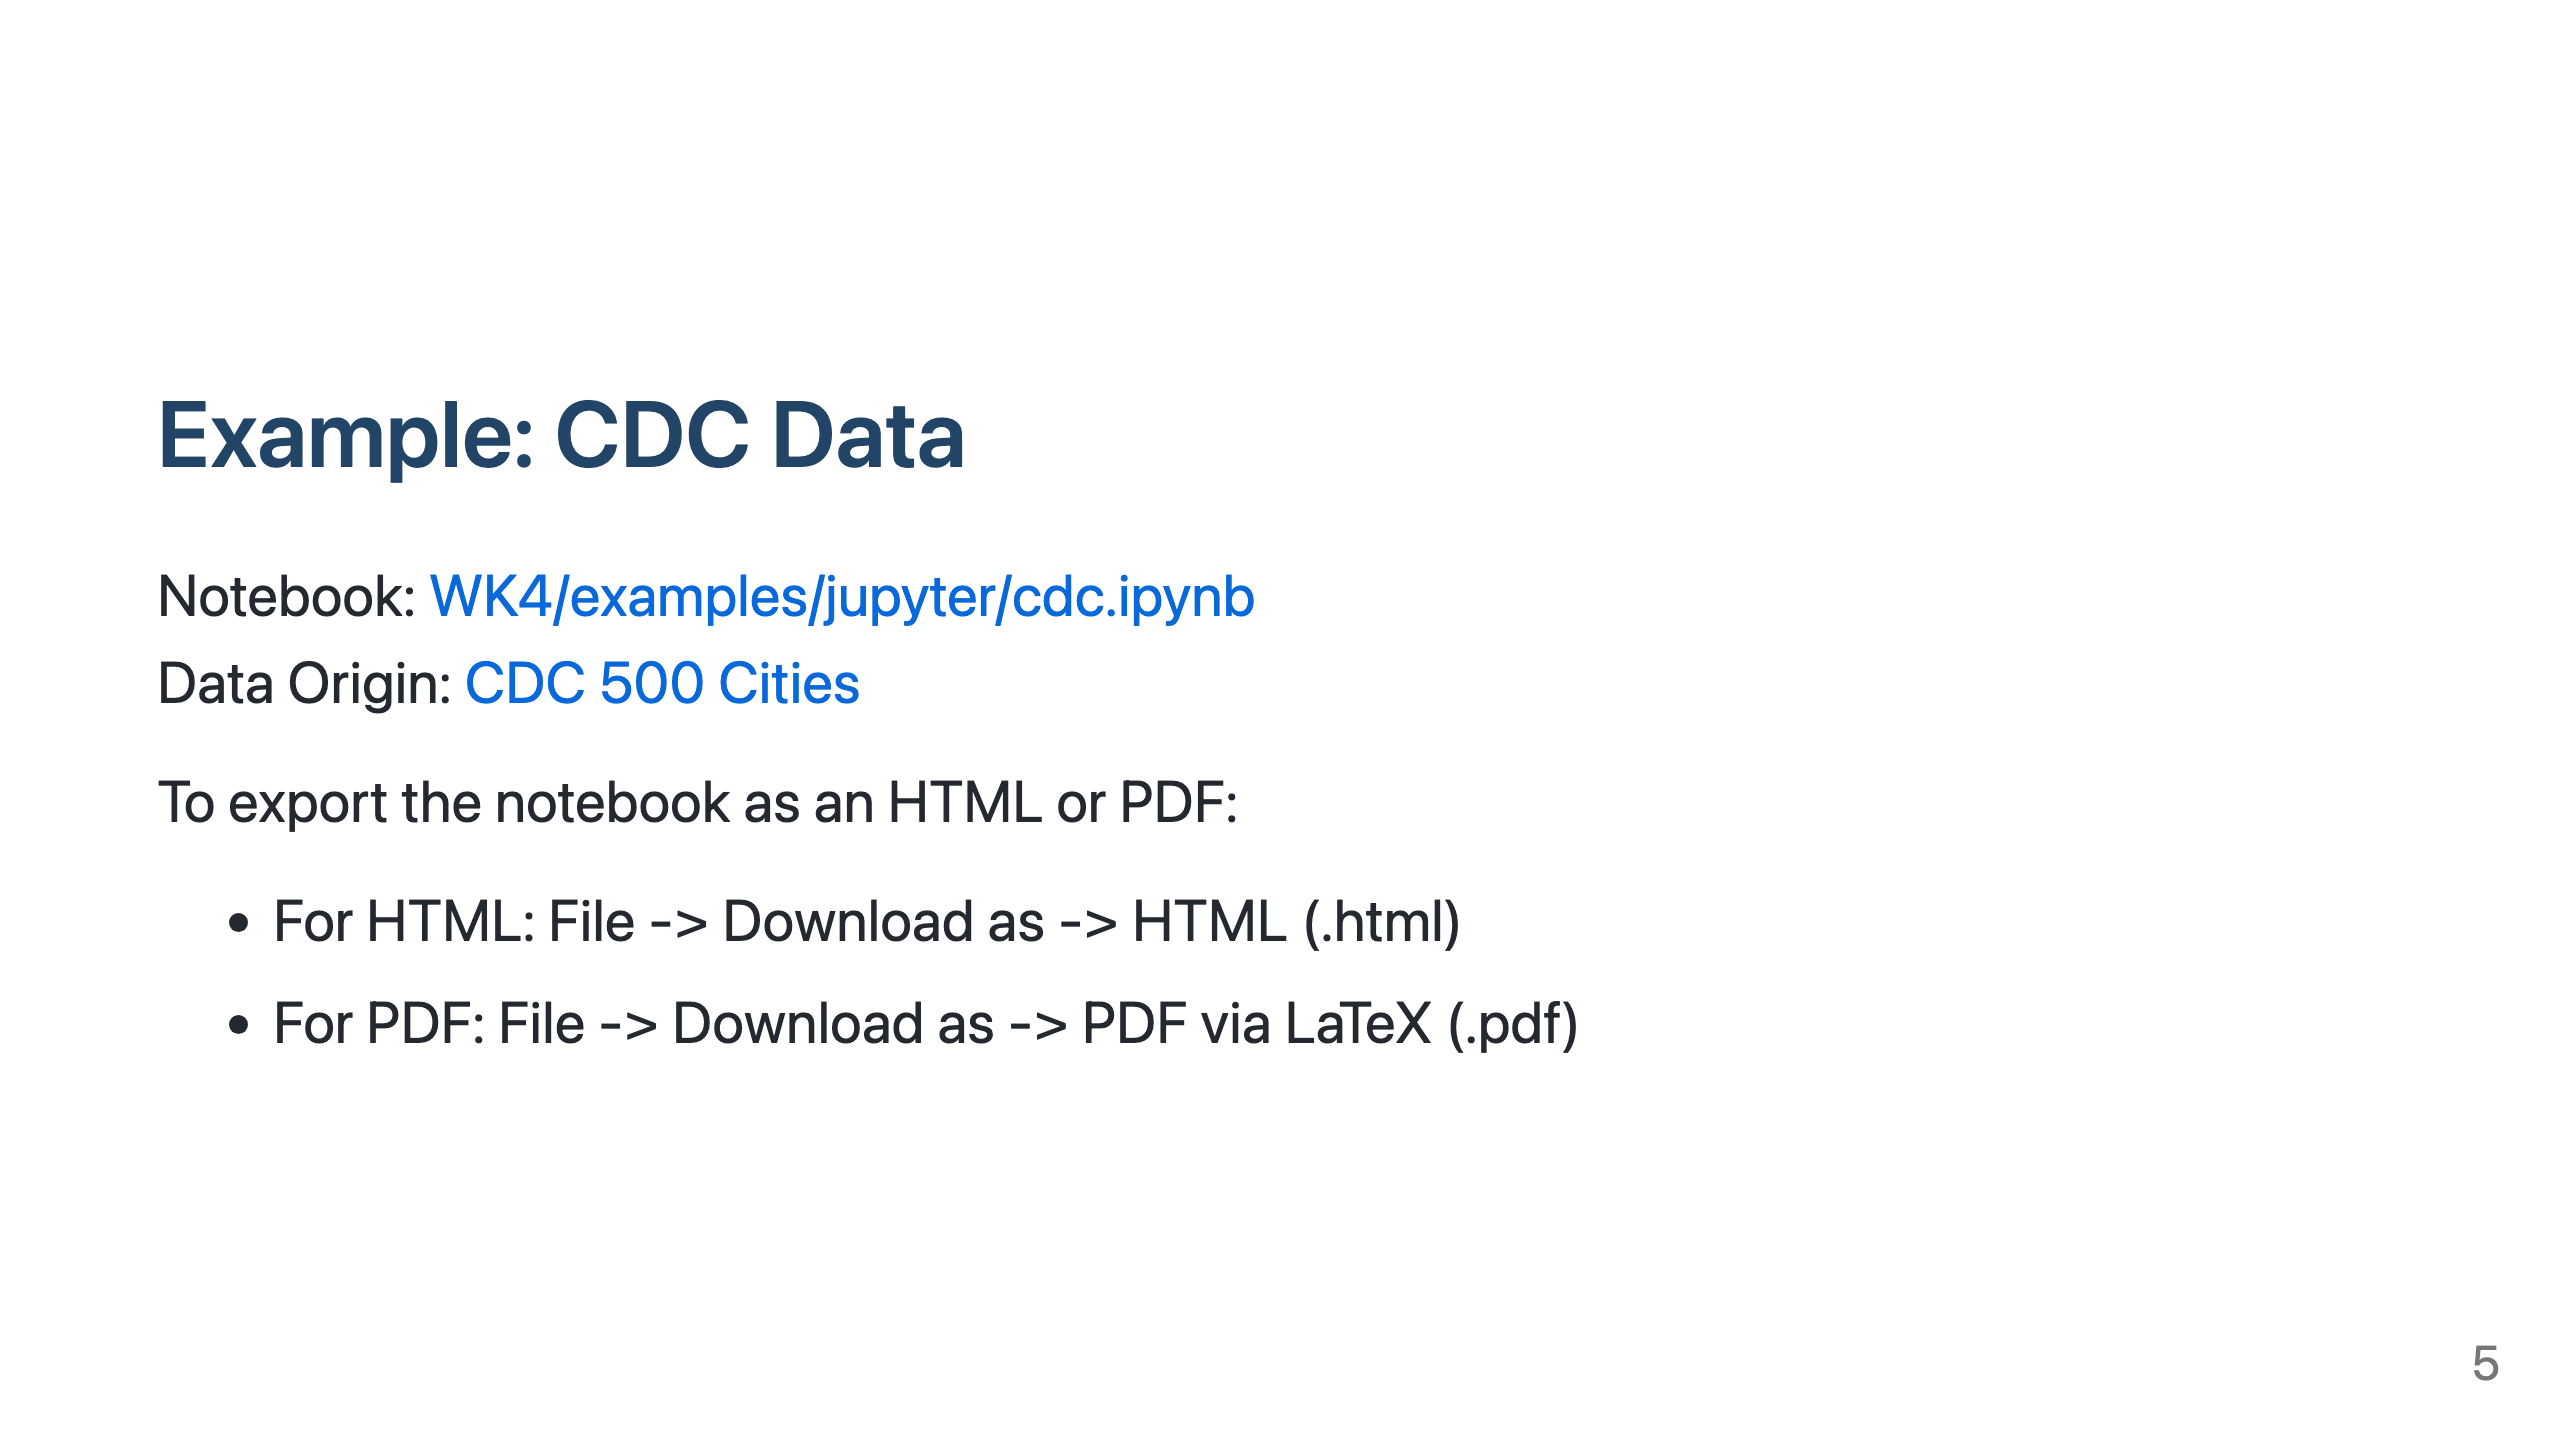 Example: CDC Data
Notebook: WK4/examples/jupyter/cdc.ipynb
Data Origin: CDC 500 Cities
To export the notebook as an HTML or PDF:
• For HTML: File -> Download as -> HTML (.html)
• For PDF: File -> Download as -> PDF via LaTeX (.pdf)
5